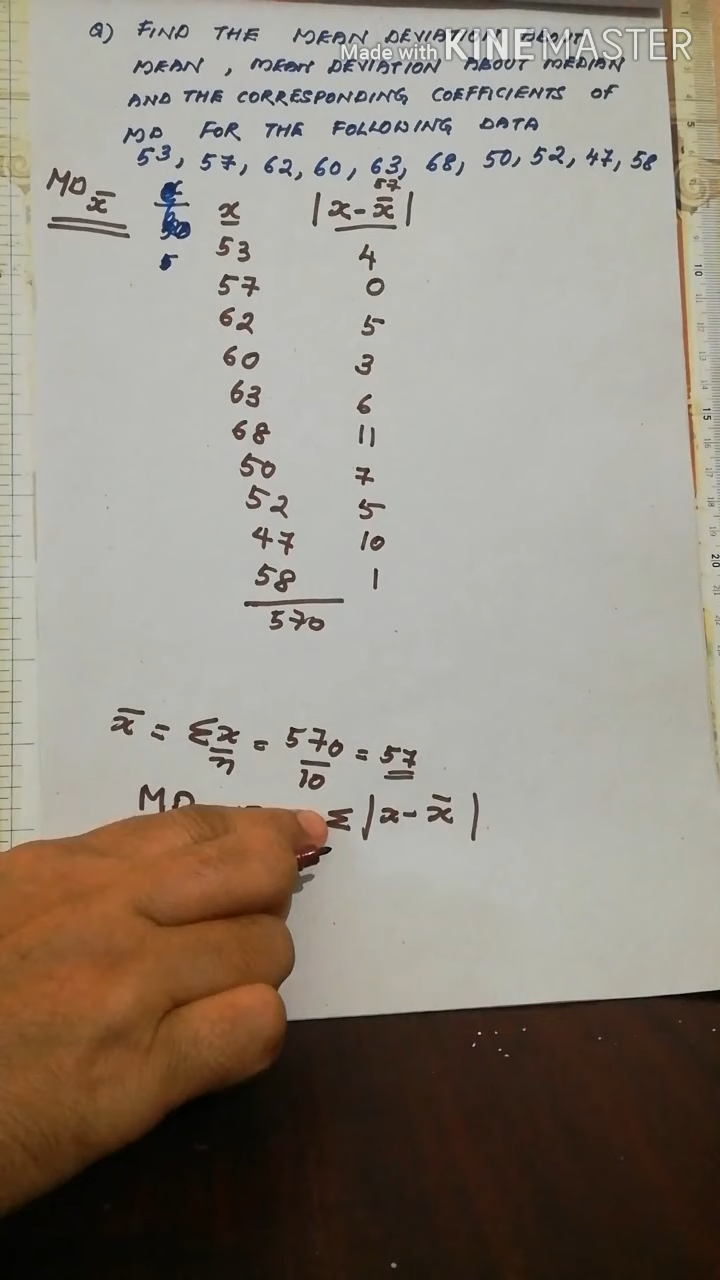 Made with KINEMASTER
Q) FIND THE MEAN DEVIATION ABOUT
MEAN, MEAN DEVIATION ABOUT MEDIAN
AND THE CORRESPONDING COEFFICIENTS OF
MD FOR THE FOLLOWING DATA
53, 57, 62, 60, 63, 68, 50, 52, 47, 58
MD x̄
57
x |x - x̄|
53 4
57 0
62 5
60 3
63 6
68 11
50 7
52 5
47 10
58 1
570
x̄ = Σx/n = 570/10 = 57
MD Σ |x - x̄|